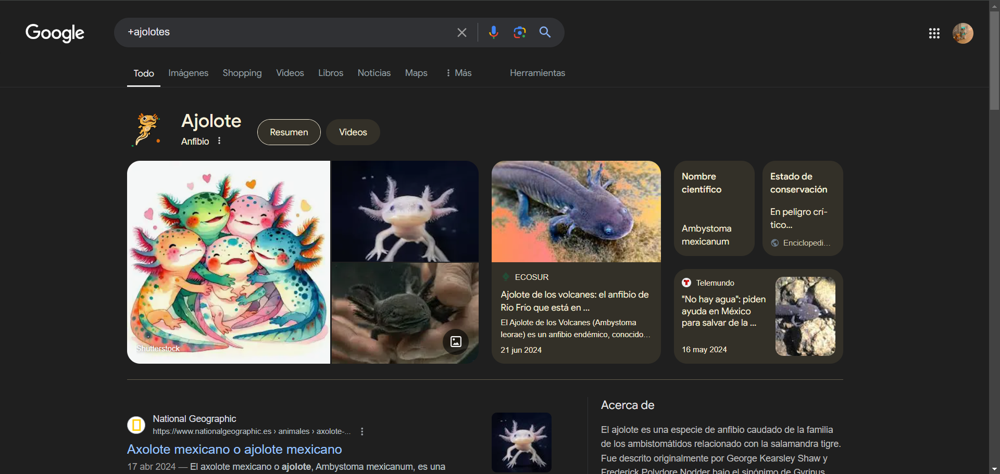 Google
+ajolotes
Todo
Imágenes
Shopping
Videos
Libros
Noticias
Maps
Más
Herramientas
Ajolote
Anfibio
Resumen
Videos
Shutterstock
ECOSUR
Ajolote de los volcanes: el anfibio de
Río Frío que está en ...
El Ajolote de los Volcanes (Ambystoma
leorae) es un anfibio endémico, conocido...
21 jun 2024
Nombre
científico
Ambystoma
mexicanum
Estado de
conservación
En peligro crí-
tico...
Enciclopedi...
Telemundo
"No hay agua": piden
ayuda en México
para salvar de la ...
16 may 2024
National Geographic
https://www.nationalgeographic.es › animales › axolote-...
Axolote mexicano o ajolote mexicano
17 abr 2024 — El axolote mexicano o ajolote, Ambystoma mexicanum, es una
Acerca de
El ajolote es una especie de anfibio caudado de la familia
de los ambistomátidos relacionado con la salamandra tigre.
Fue descrito originalmente por George Kearsley Shaw y
Frederick Polydore Nodder bajo el sinónimo de Gyrinus